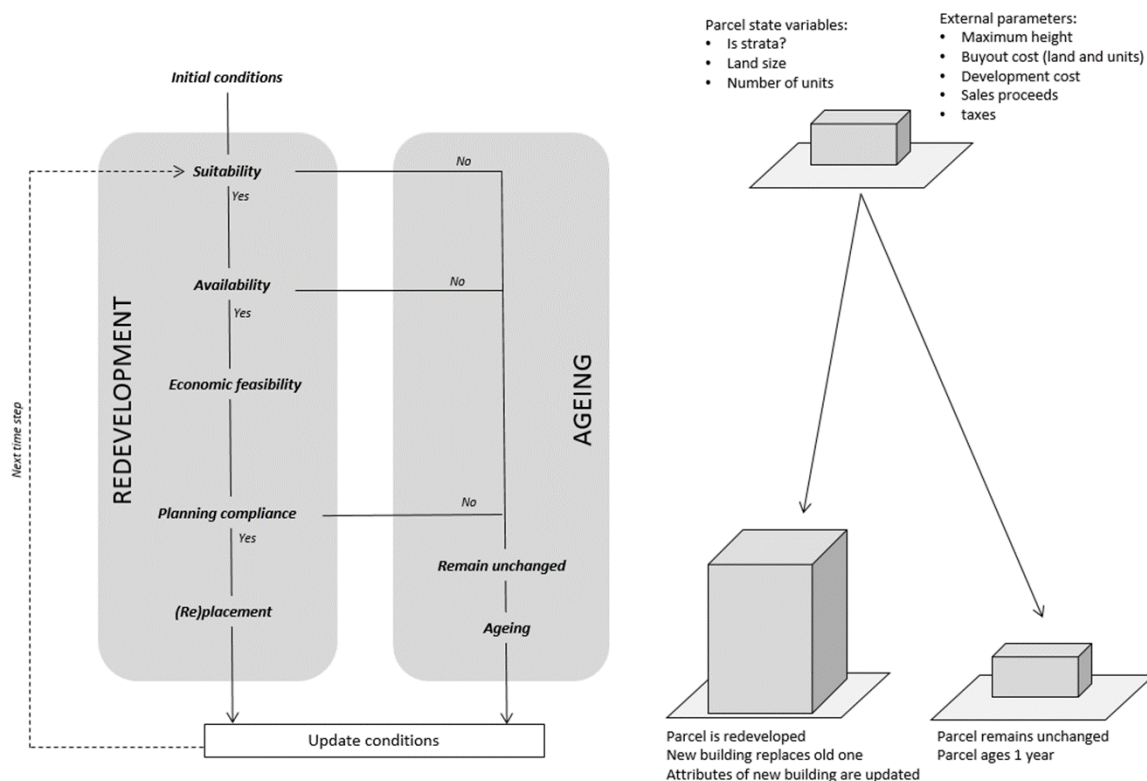 Initial conditions
REDEVELOPMENT
Suitability
No
Yes
Availability
No
Yes
Economic feasibility
Planning compliance
No
Yes
(Re)placement
AGEING
Remain unchanged
Ageing
Next time step
Update conditions
Parcel state variables:
• Is strata?
• Land size
• Number of units
External parameters:
• Maximum height
• Buyout cost (land and units)
• Development cost
• Sales proceeds
• taxes
Parcel is redeveloped
New building replaces old one
Attributes of new building are updated
Parcel remains unchanged
Parcel ages 1 year